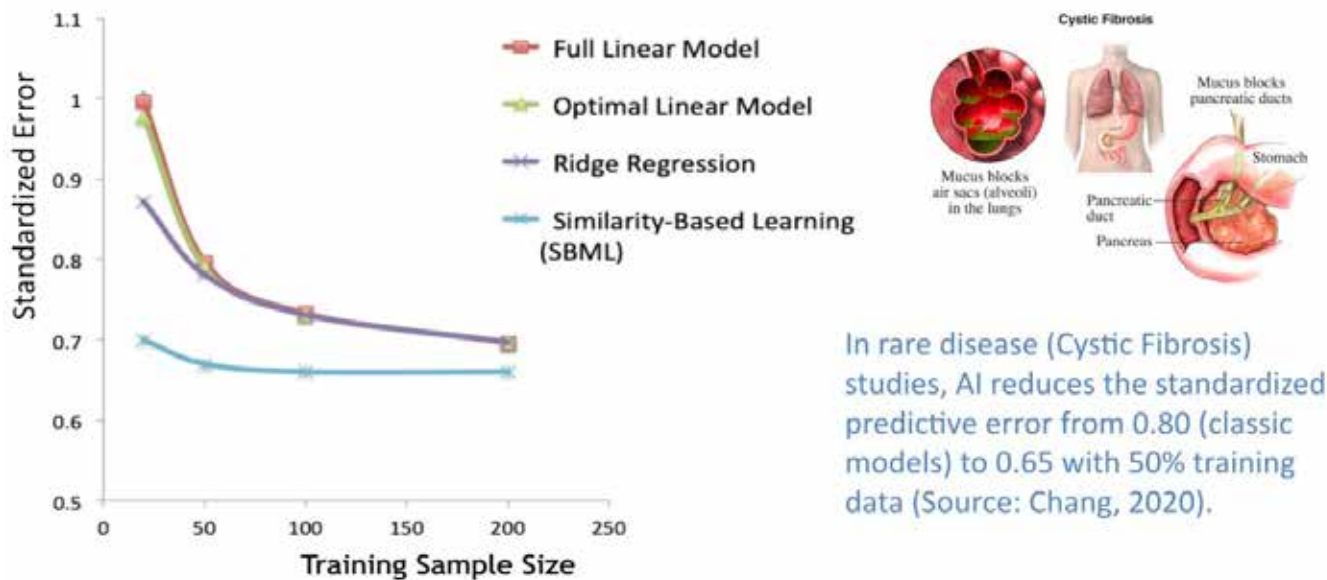 1.1
1
0.9
0.8
0.7
0.6
0.5
Standardized Error
0
50
100
150
200
250
Training Sample Size
Full Linear Model
Optimal Linear Model
Ridge Regression
Similarity-Based Learning
(SBML)
Cystic Fibrosis
Mucus blocks
air sacs (alveoli)
in the lungs
Mucus blocks
pancreatic ducts
Stomach
Pancreatic
duct
Pancreas
In rare disease (Cystic Fibrosis)
studies, AI reduces the standardized
predictive error from 0.80 (classic
models) to 0.65 with 50% training
data (Source: Chang, 2020).